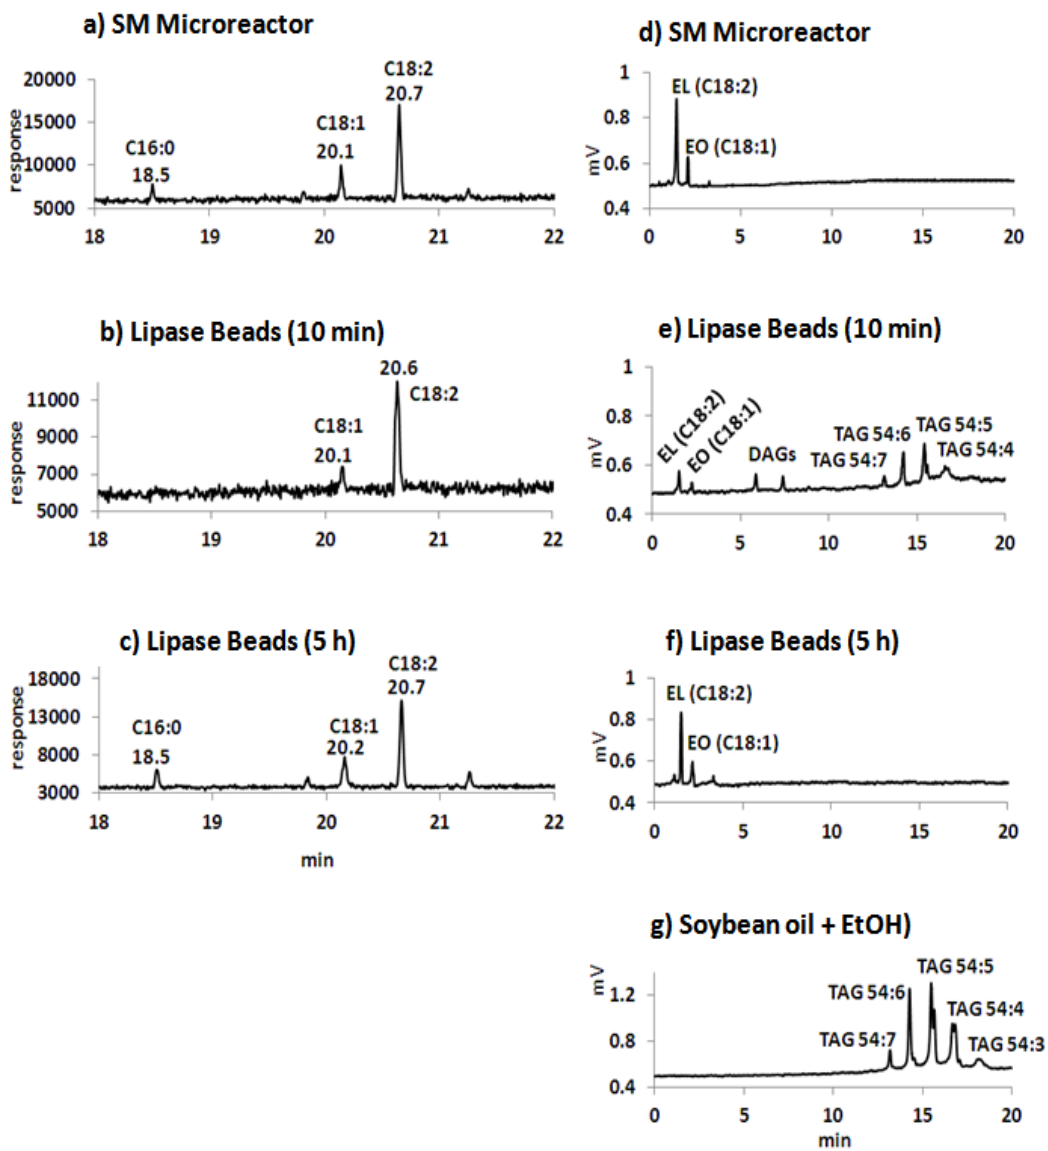 a) SM Microreactor
response
20000
15000
10000
5000
C16:0
18.5
C18:1
20.1
C18:2
20.7
18 19 20 21 22
d) SM Microreactor
mV
1
0.8
0.6
0.4
EL (C18:2)
EO (C18:1)
0 5 10 15 20
b) Lipase Beads (10 min)
response
11000
9000
7000
5000
C18:1
20.1
20.6
C18:2
18 19 20 21 22
e) Lipase Beads (10 min)
mV
1
0.8
0.6
0.4
EL (C18:2)
EO (C18:1)
DAGs
TAG 54:7
TAG 54:6
TAG 54:5
TAG 54:4
0 5 10 15 20
c) Lipase Beads (5 h)
response
18000
13000
8000
3000
C16:0
18.5
C18:1
20.2
C18:2
20.7
18 19 20 21 22
min
f) Lipase Beads (5 h)
mV
1
0.8
0.6
0.4
EL (C18:2)
EO (C18:1)
0 5 10 15 20
g) Soybean oil + EtOH)
mV
1.2
0.8
0.4
TAG 54:7
TAG 54:6
TAG 54:5
TAG 54:4
TAG 54:3
0 5 10 15 20
min